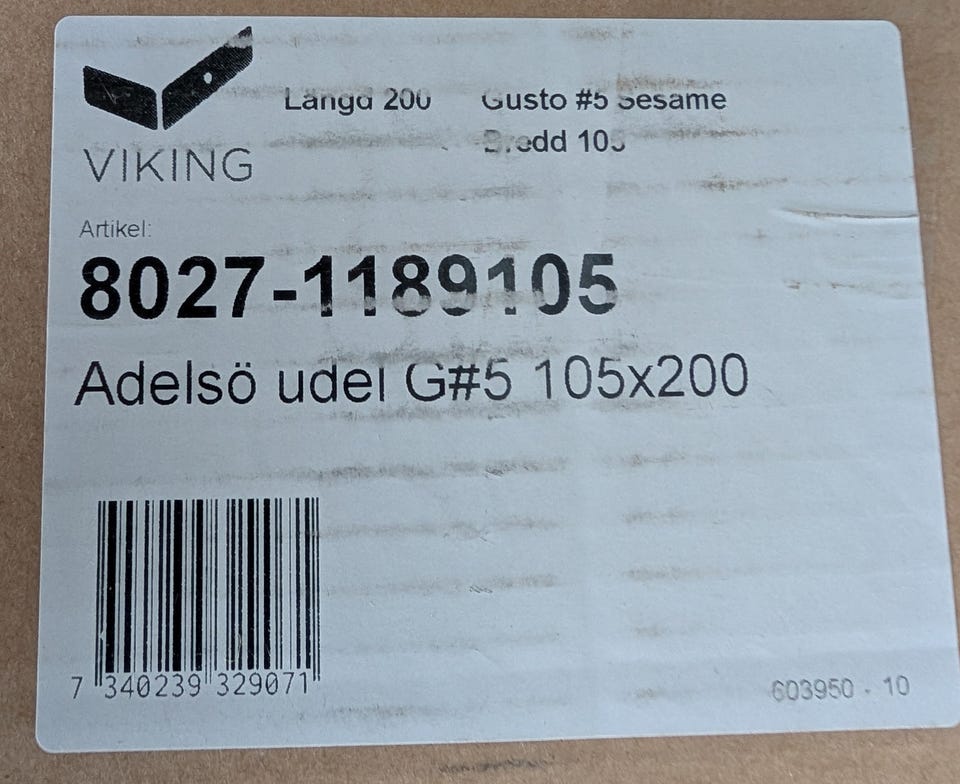 Längd 200 Gusto #5 Sesame
Bredd 105
VIKING
Artikel:
8027-1189105
Adelsö udel G#5 105x200
7 340239 329071
603950 - 10